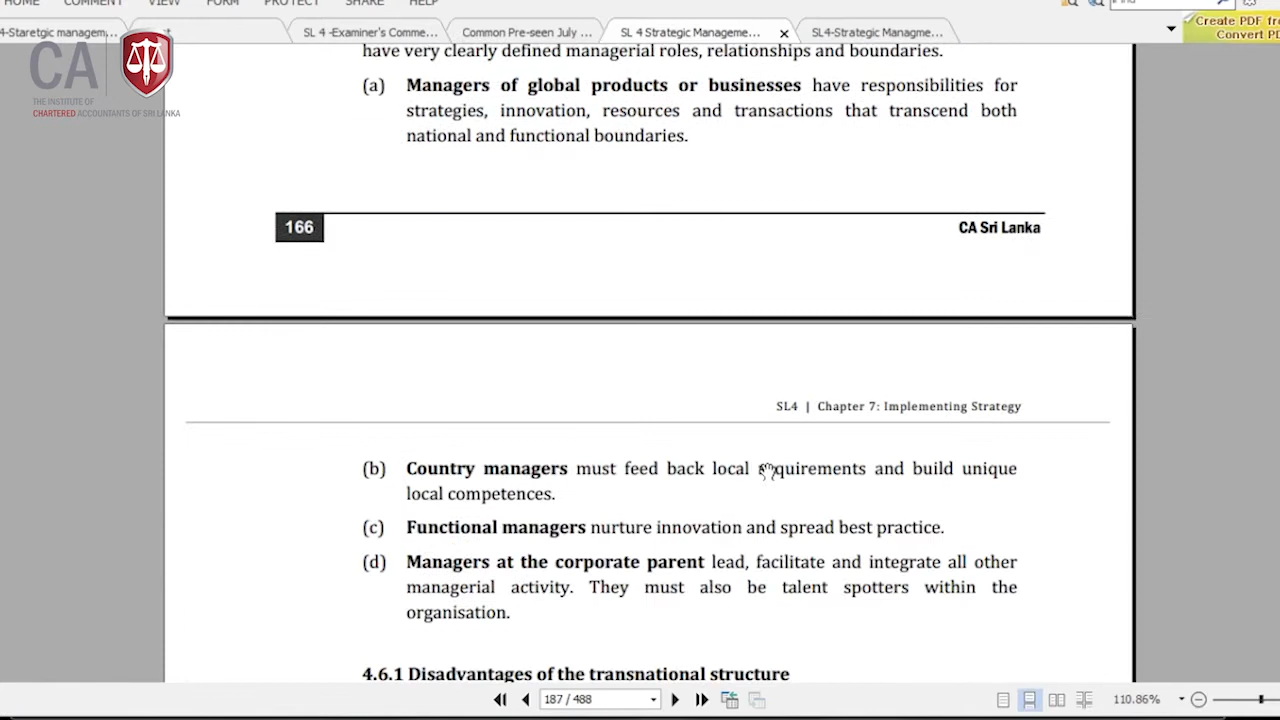 HOME COMMENT VIEW FORM PROTECT SHARE HELP
4-Staretgic managem... SL 4 -Examiner's Comme... Common Pre-seen July ... SL 4 Strategic Manageme... × SL4-Strategic Managme...
Create PDF
Convert
CA
THE INSTITUTE OF
CHARTERED ACCOUNTANTS OF SRI LANKA
have very clearly defined managerial roles, relationships and boundaries.
(a) Managers of global products or businesses have responsibilities for
strategies, innovation, resources and transactions that transcend both
national and functional boundaries.
166 CA Sri Lanka
SL4 | Chapter 7: Implementing Strategy
(b) Country managers must feed back local requirements and build unique
local competences.
(c) Functional managers nurture innovation and spread best practice.
(d) Managers at the corporate parent lead, facilitate and integrate all other
managerial activity. They must also be talent spotters within the
organisation.
4.6.1 Disadvantages of the transnational structure
187 / 488 110.86%